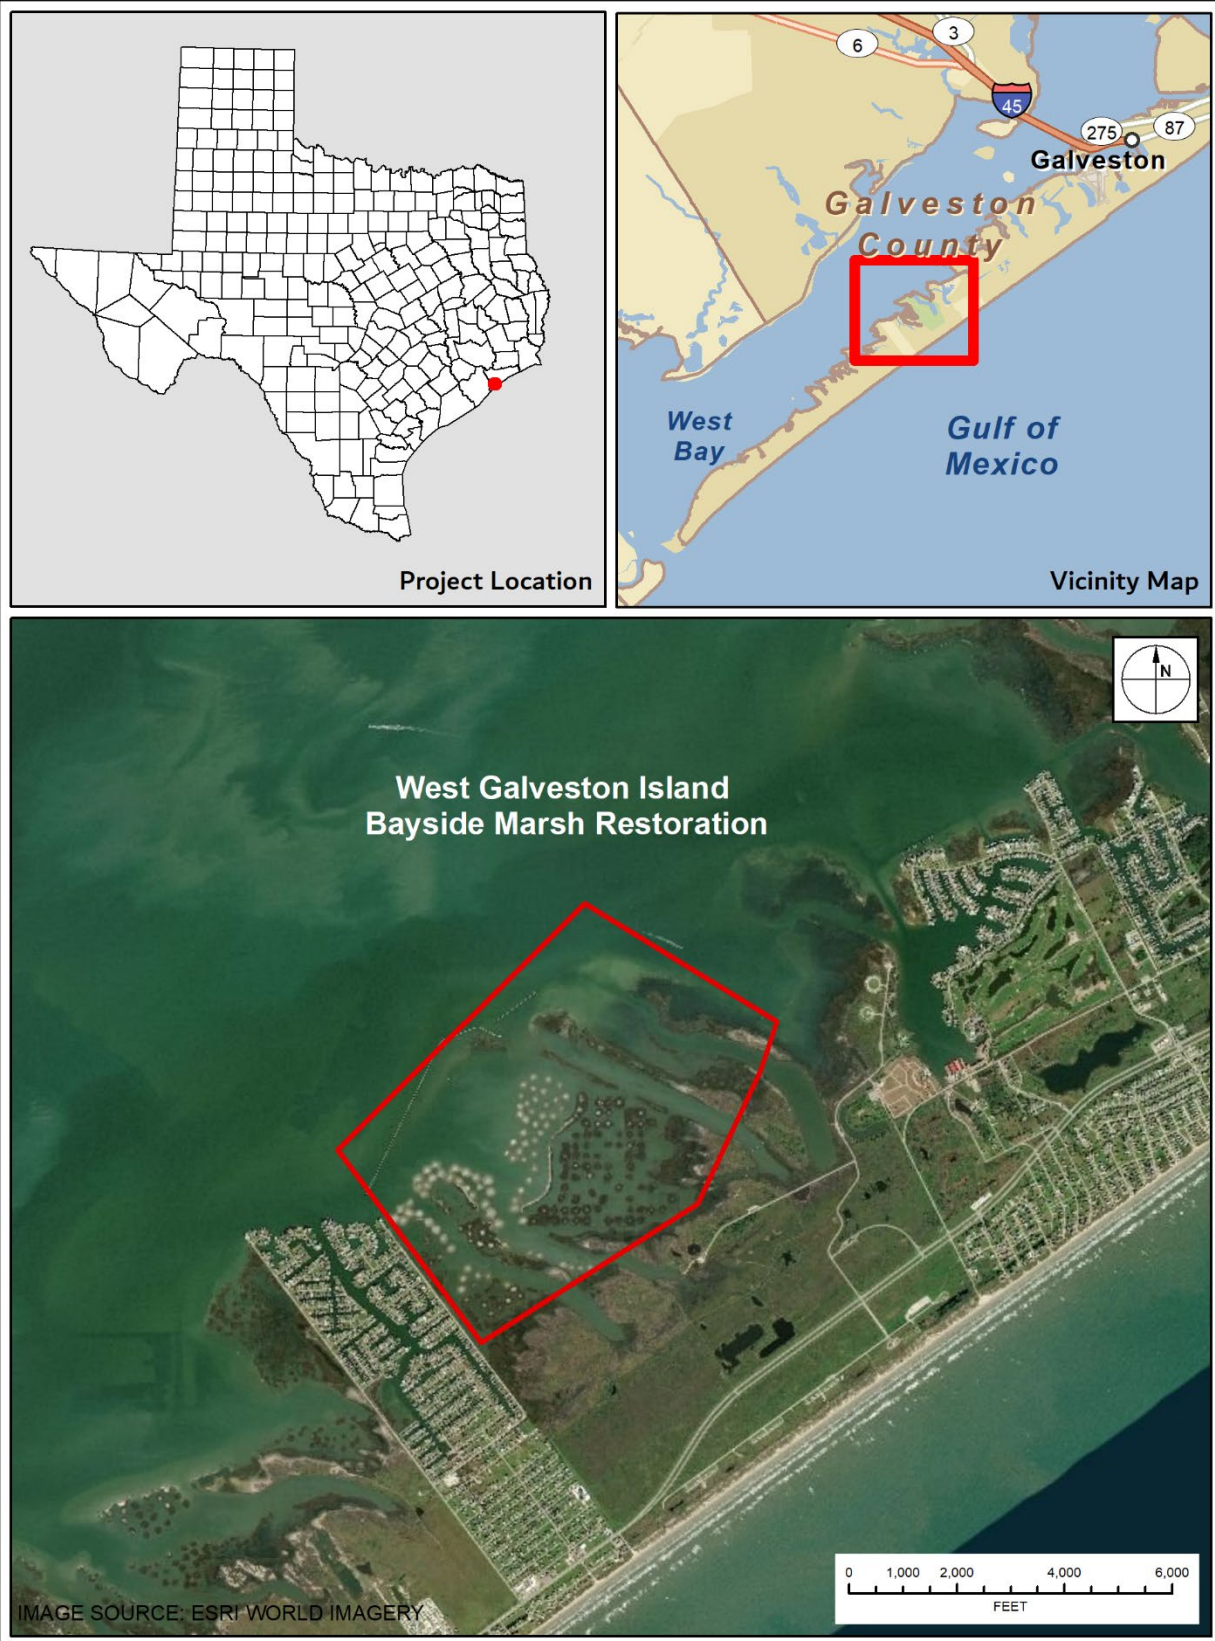 Project Location
6
3
45
275
87
Galveston
Galveston
County
West
Bay
Gulf of
Mexico
Vicinity Map
N
West Galveston Island
Bayside Marsh Restoration
0 1,000 2,000 4,000 6,000
FEET
IMAGE SOURCE: ESRI WORLD IMAGERY